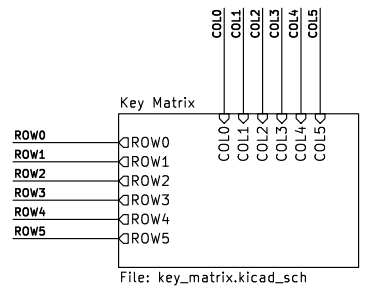 COL0 COL1 COL2 COL3 COL4 COL5
Key Matrix
COL0 COL1 COL2 COL3 COL4 COL5
ROW0 ROW0
ROW1 ROW1
ROW2 ROW2
ROW3 ROW3
ROW4 ROW4
ROW5 ROW5
File: key_matrix.kicad_sch